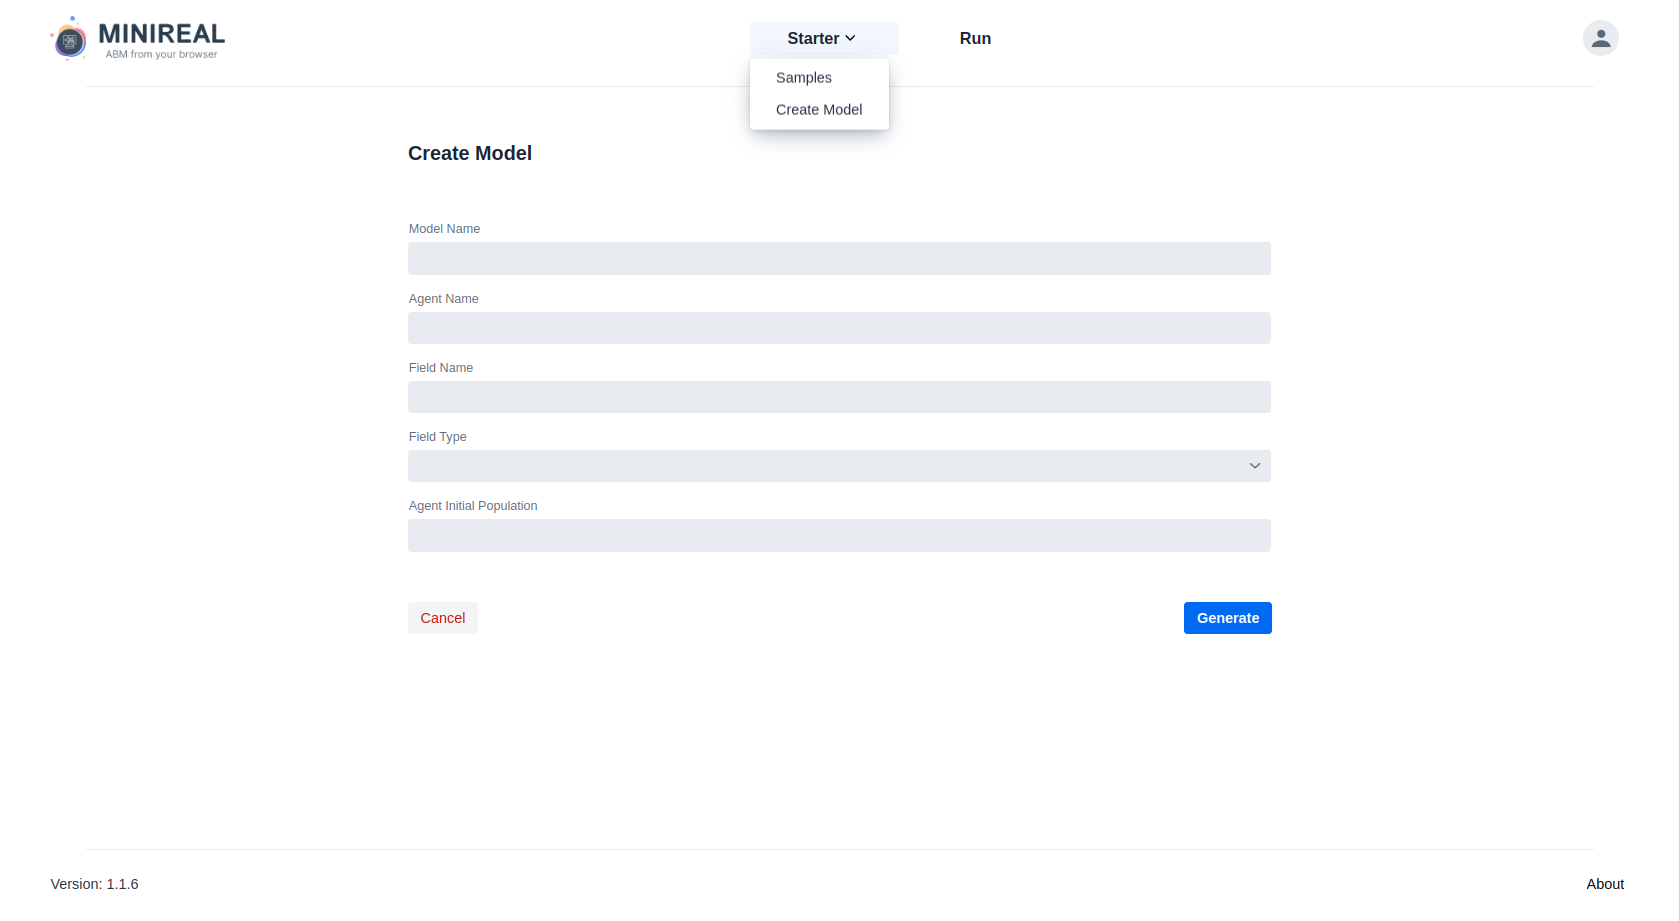 MINIREAL
ABM from your browser
Starter
Run
Samples
Create Model
Create Model
Model Name
Agent Name
Field Name
Field Type
Agent Initial Population
Cancel
Generate
Version: 1.1.6
About